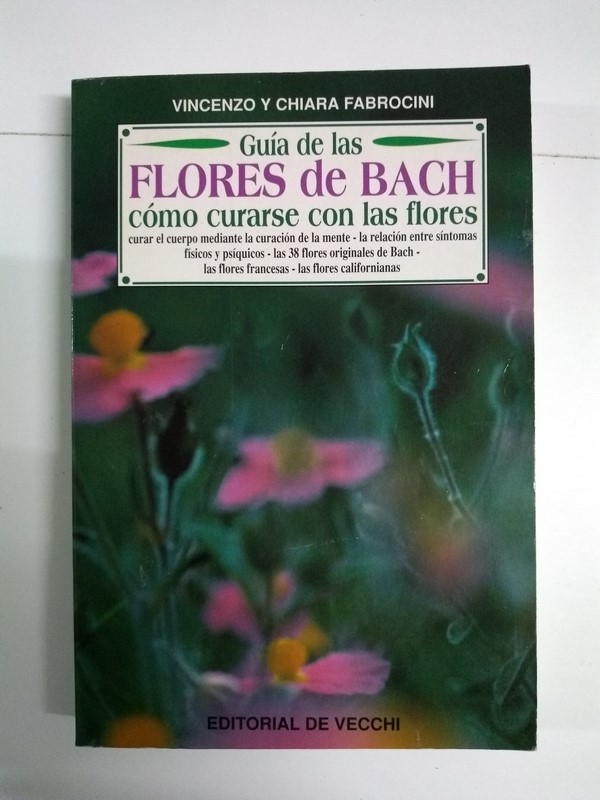 VINCENZO Y CHIARA FABROCINI
Guía de las
FLORES de BACH
cómo curarse con las flores
curar el cuerpo mediante la curación de la mente - la relación entre síntomas
físicos y psíquicos - las 38 flores originales de Bach -
las flores francesas - las flores californianas
EDITORIAL DE VECCHI